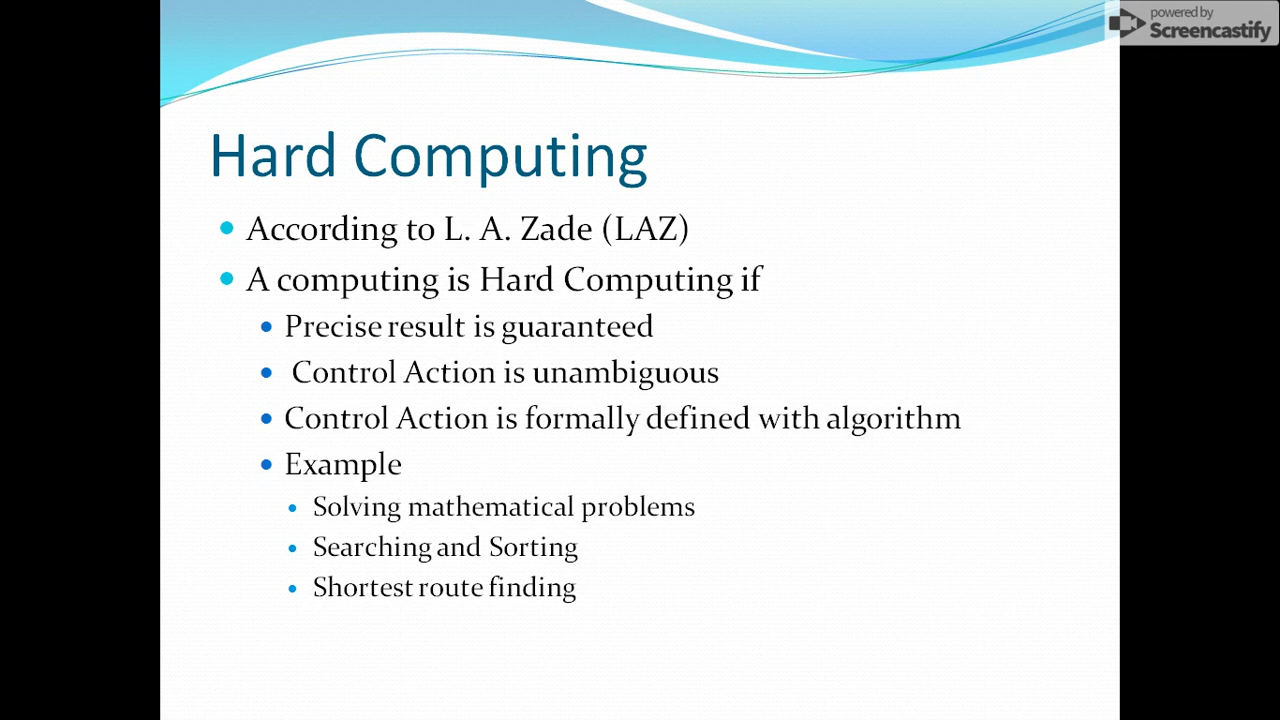 powered by
Screencastify
Hard Computing
According to L. A. Zade (LAZ)
A computing is Hard Computing if
Precise result is guaranteed
Control Action is unambiguous
Control Action is formally defined with algorithm
Example
Solving mathematical problems
Searching and Sorting
Shortest route finding